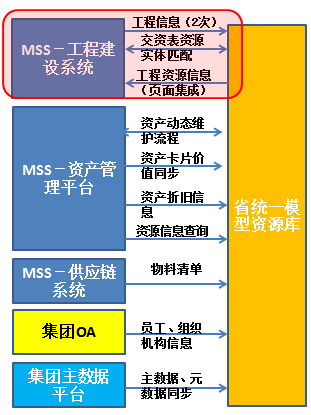 MSS－工程建
设系统
工程信息（2次）
交资表资源
实体匹配
工程资源信息
（页面集成）
MSS－资产管
理平台
资产动态维
护流程
资产卡片价
值同步
资产折旧信
息
资源信息查询
MSS－供应链
系统
物料清单
集团OA
员工、组织
机构信息
集团主数据
平台
主数据、元
数据同步
省统一模
型资源库